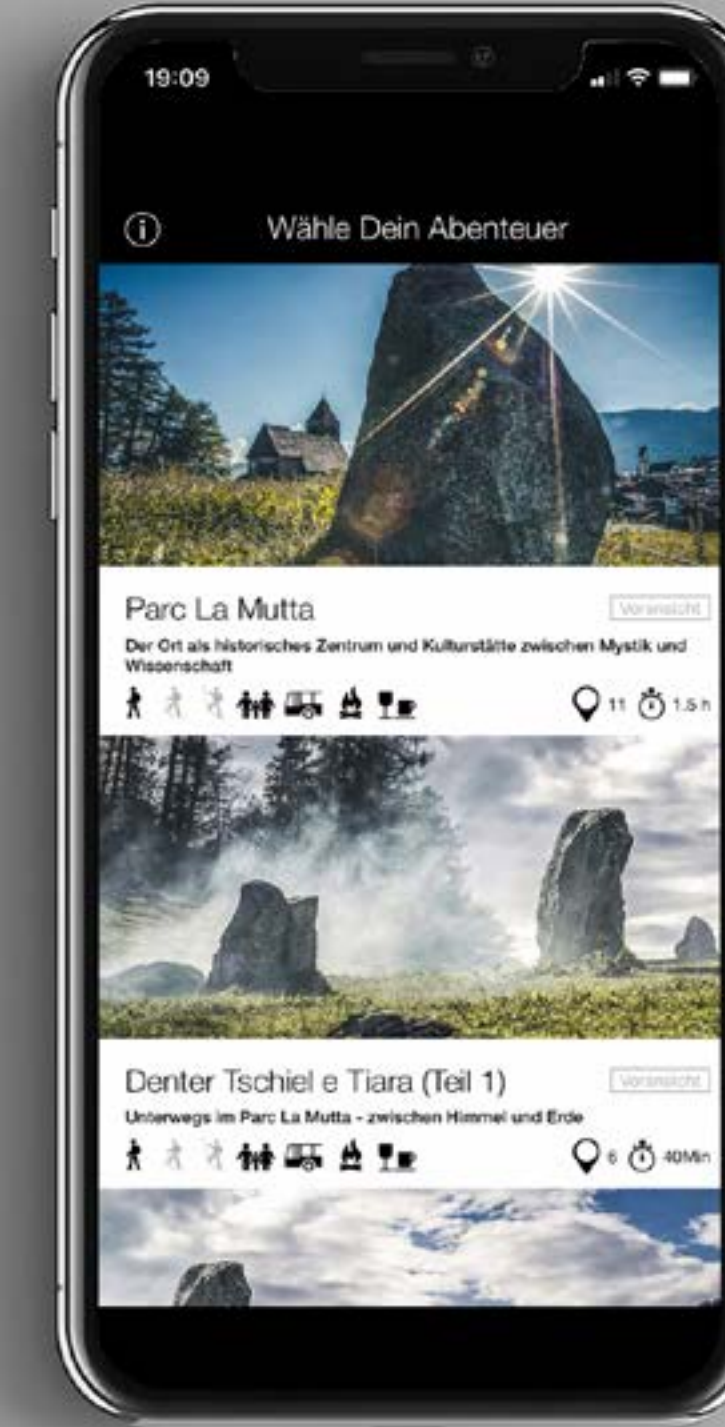 19:09
Wähle Dein Abenteuer
Parc La Mutta
Voransicht
Der Ort als historisches Zentrum und Kulturstätte zwischen Mystik und
Wissenschaft
11 1.5 h
Denter Tschiel e Tiara (Teil 1)
Voransicht
Unterwegs im Parc La Mutta - zwischen Himmel und Erde
6 40Min